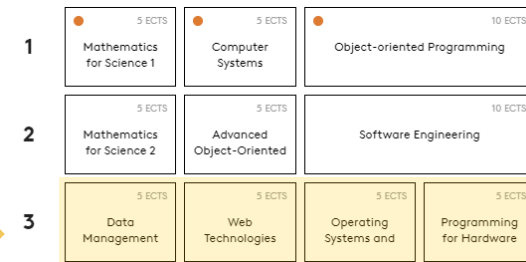 1
5 ECTS
Mathematics
for Science 1
5 ECTS
Computer
Systems
10 ECTS
Object-oriented Programming
2
5 ECTS
Mathematics
for Science 2
5 ECTS
Advanced
Object-Oriented
10 ECTS
Software Engineering
3
5 ECTS
Data
Management
5 ECTS
Web
Technologies
5 ECTS
Operating
Systems and
5 ECTS
Programming
for Hardware